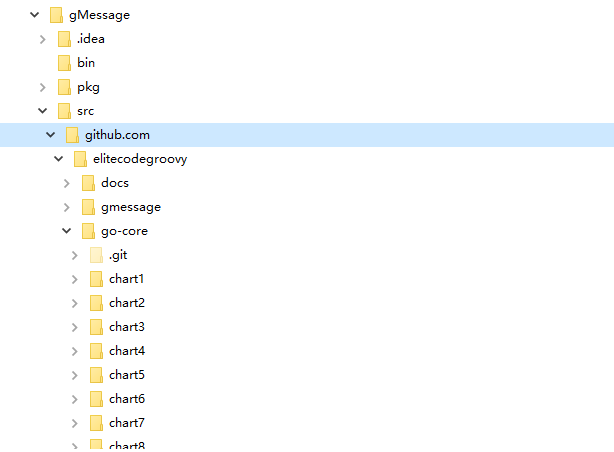 gMessage
.idea
bin
pkg
src
github.com
elitecodegroovy
docs
gmessage
go-core
.git
chart1
chart2
chart3
chart4
chart5
chart6
chart7
chart8